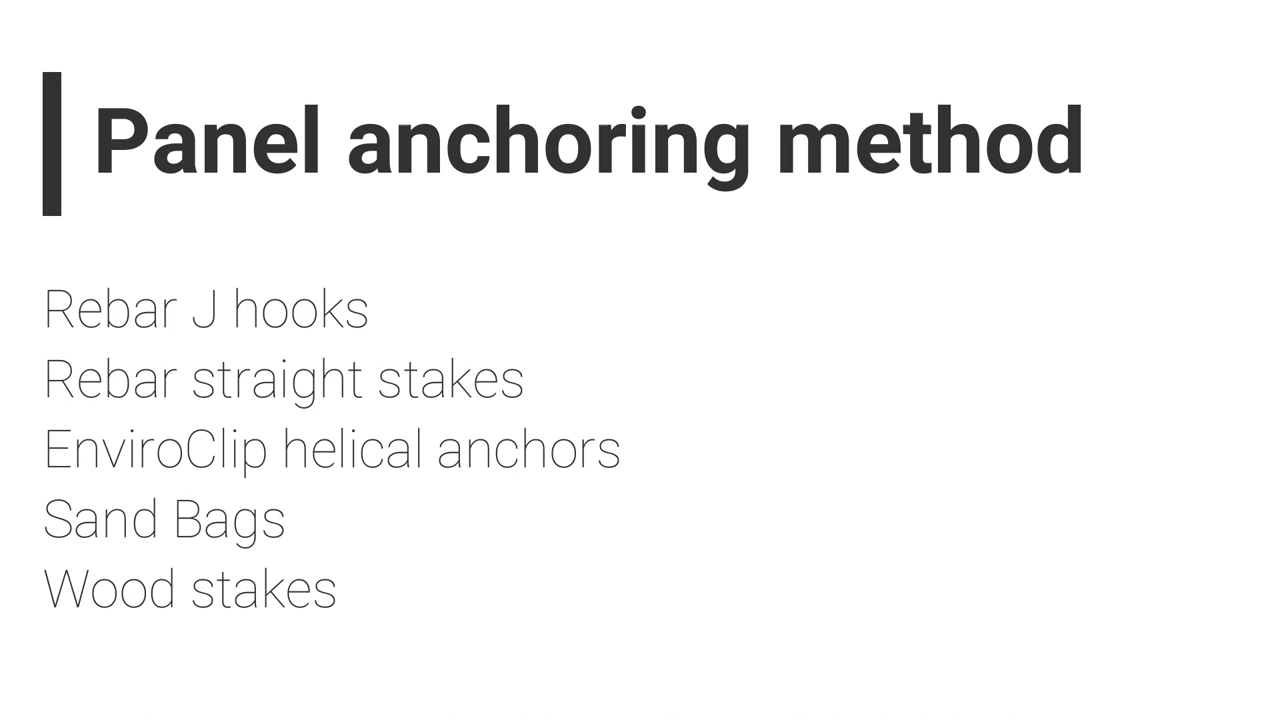 Panel anchoring method
Rebar J hooks
Rebar straight stakes
EnviroClip helical anchors
Sand Bags
Wood stakes